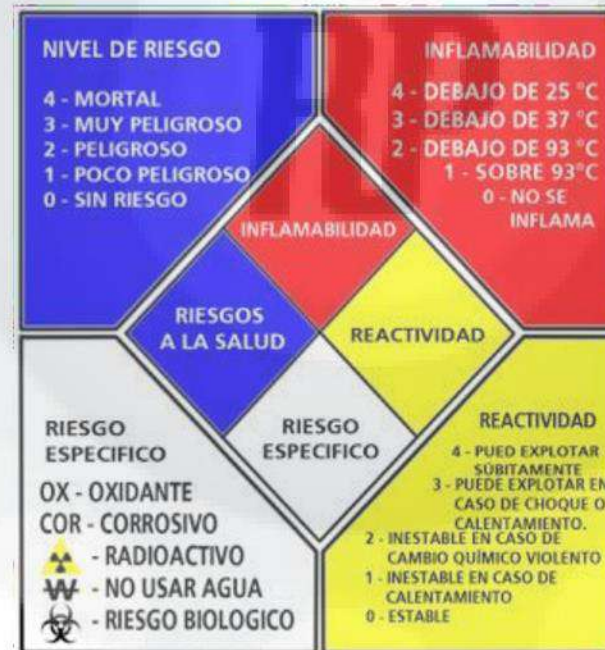 NIVEL DE RIESGO
4 - MORTAL
3 - MUY PELIGROSO
2 - PELIGROSO
1 - POCO PELIGROSO
0 - SIN RIESGO
INFLAMABILIDAD
4 - DEBAJO DE 25 °C
3 - DEBAJO DE 37 °C
2 - DEBAJO DE 93 °C
1 - SOBRE 93°C
0 - NO SE
INFLAMA
INFLAMABILIDAD
RIESGOS
A LA SALUD
REACTIVIDAD
RIESGO
ESPECIFICO
RIESGO
ESPECIFICO
OX - OXIDANTE
COR - CORROSIVO
- RADIOACTIVO
W - NO USAR AGUA
- RIESGO BIOLOGICO
REACTIVIDAD
4 - PUED EXPLOTAR
SÚBITAMENTE
3 - PUEDE EXPLOTAR EN
CASO DE CHOQUE O
CALENTAMIENTO.
2 - INESTABLE EN CASO DE
CAMBIO QUÍMICO VIOLENTO
1 - INESTABLE EN CASO DE
CALENTAMIENTO
0 - ESTABLE